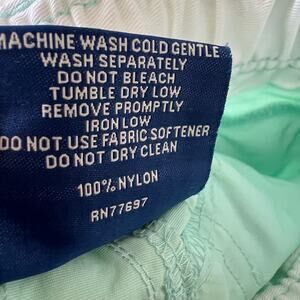 MACHINE WASH COLD GENTLE
WASH SEPARATELY
DO NOT BLEACH
TUMBLE DRY LOW
REMOVE PROMPTLY
IRON LOW
DO NOT USE FABRIC SOFTENER
DO NOT DRY CLEAN
100% NYLON
RN77697